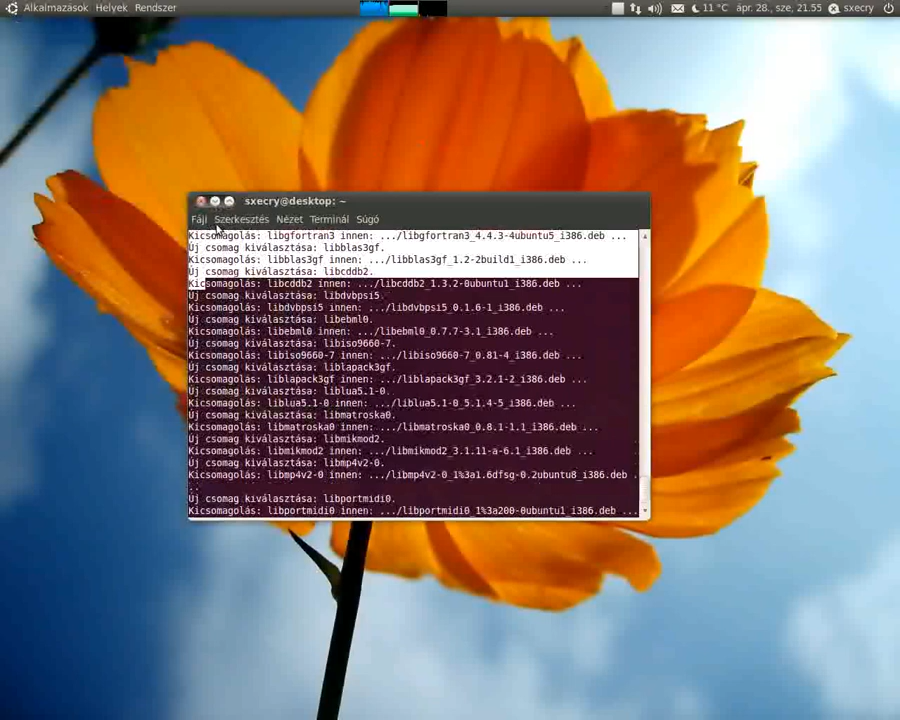 Alkalmazások Helyek Rendszer
11 °C ápr. 28., sze, 21.55 sxecry
sxecry@desktop: ~
Fájl Szerkesztés Nézet Terminál Súgó
Kicsomagolás: libgfortran3 innen: .../libgfortran3_4.4.3-4ubuntu5_i386.deb ...
Új csomag kiválasztása: libblas3gf.
Kicsomagolás: libblas3gf innen: .../libblas3gf_1.2-2build1_i386.deb ...
Új csomag kiválasztása: libcddb2.
Kicsomagolás: libcddb2 innen: .../libcddb2_1.3.2-0ubuntu1_i386.deb ...
Új csomag kiválasztása: libdvbpsi5.
Kicsomagolás: libdvbpsi5 innen: .../libdvbpsi5_0.1.6-1_i386.deb ...
Új csomag kiválasztása: libebml0.
Kicsomagolás: libebml0 innen: .../libebml0_0.7.7-3.1_i386.deb ...
Új csomag kiválasztása: libiso9660-7.
Kicsomagolás: libiso9660-7 innen: .../libiso9660-7_0.81-4_i386.deb ...
Új csomag kiválasztása: liblapack3gf.
Kicsomagolás: liblapack3gf innen: .../liblapack3gf_3.2.1-2_i386.deb ...
Új csomag kiválasztása: liblua5.1-0.
Kicsomagolás: liblua5.1-0 innen: .../liblua5.1-0_5.1.4-5_i386.deb ...
Új csomag kiválasztása: libmatroska0.
Kicsomagolás: libmatroska0 innen: .../libmatroska0_0.8.1-1.1_i386.deb ...
Új csomag kiválasztása: libmikmod2.
Kicsomagolás: libmikmod2 innen: .../libmikmod2_3.1.11-a-6.1_i386.deb ...
Új csomag kiválasztása: libmp4v2-0.
Kicsomagolás: libmp4v2-0 innen: .../libmp4v2-0_1%3a1.6dfsg-0.2ubuntu8_i386.deb .
..
Új csomag kiválasztása: libportmidi0.
Kicsomagolás: libportmidi0 innen: .../libportmidi0_1%3a200-0ubuntu1_i386.deb ...